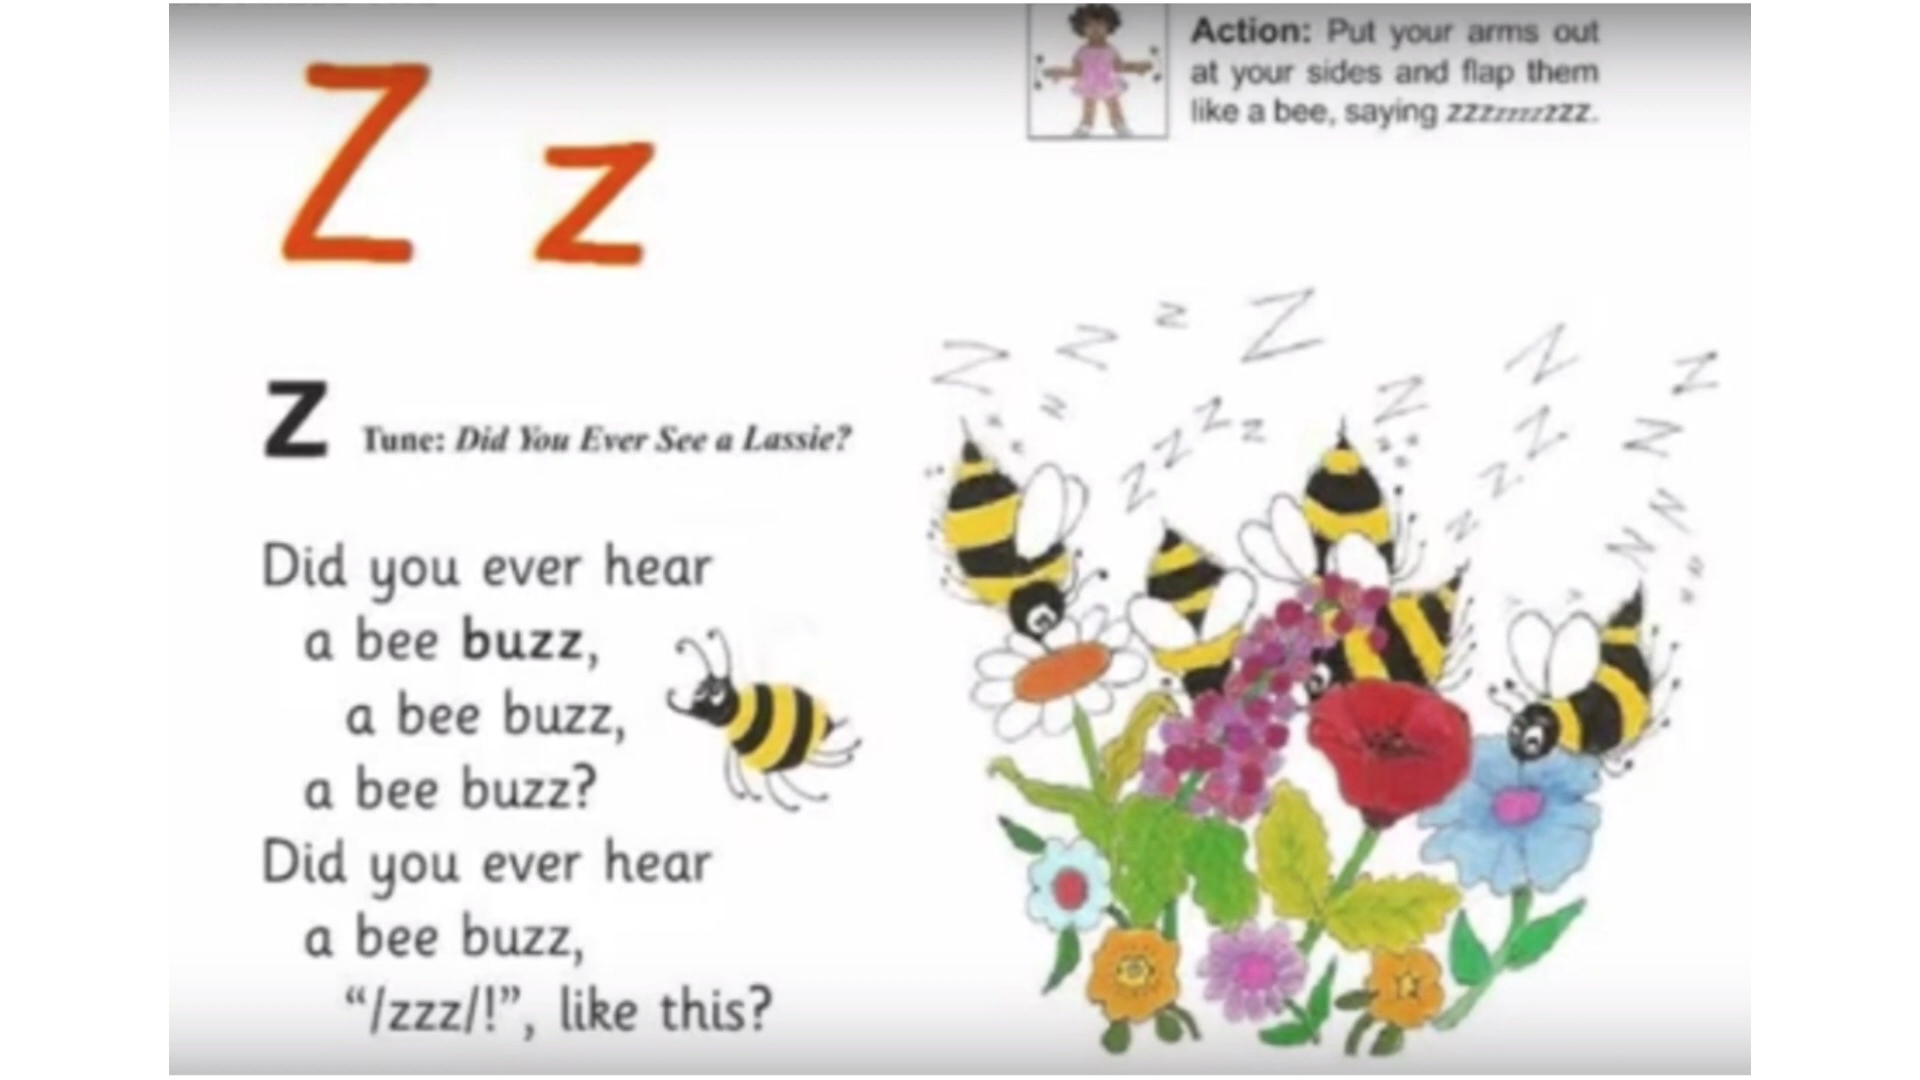 Z z
Action: Put your arms out
at your sides and flap them
like a bee, saying zzzzzzzzzz.
z Tune: Did You Ever See a Lassie?
Did you ever hear
a bee buzz,
a bee buzz,
a bee buzz?
Did you ever hear
a bee buzz,
“/zzz/!”, like this?